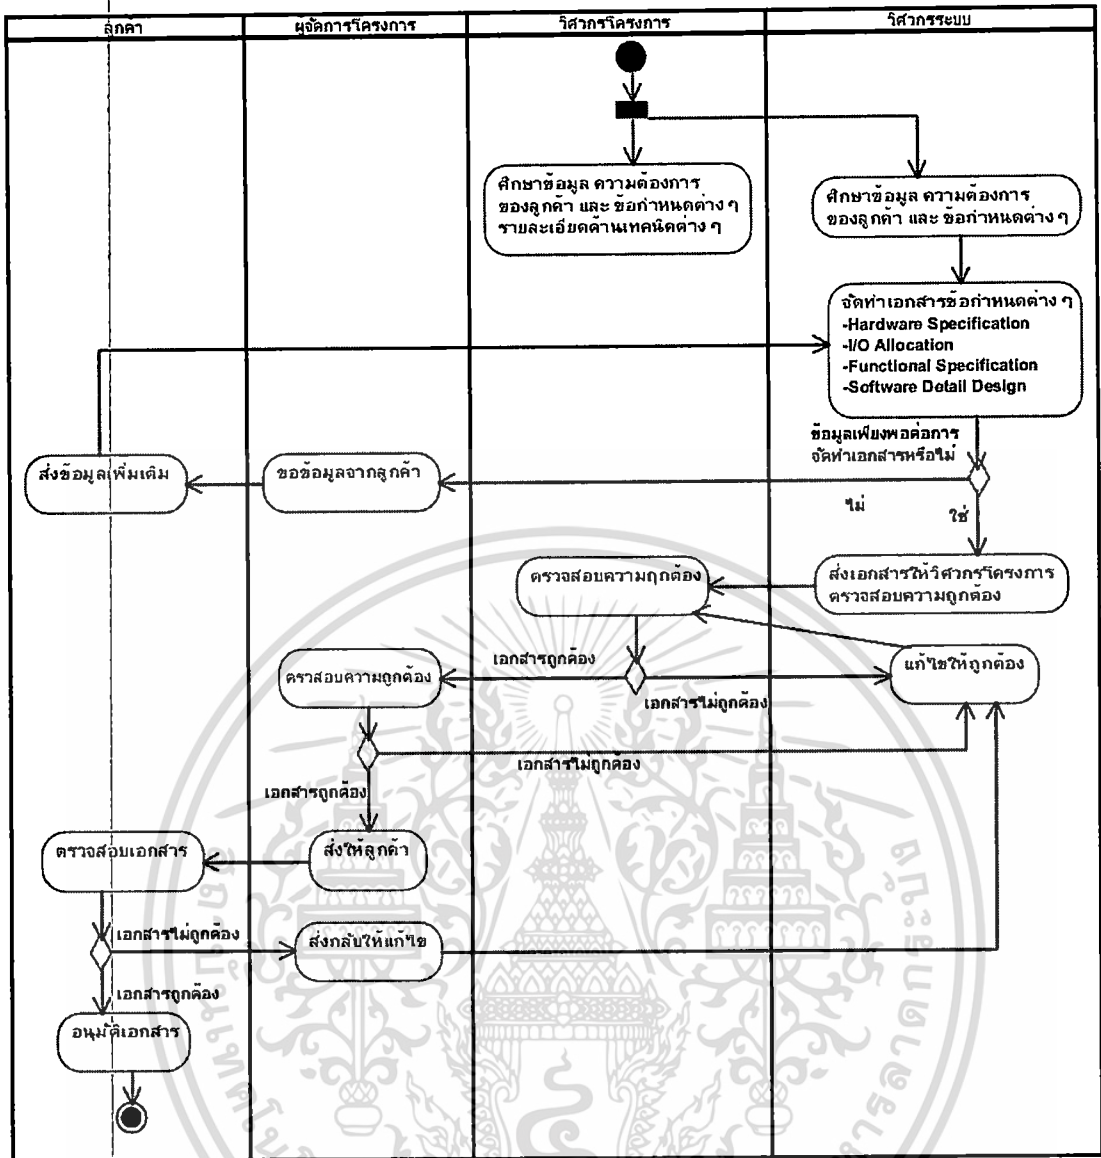 ลูกค้า
ผู้จัดการโครงการ
วิศวกรโครงการ
วิศวกรระบบ
ศึกษาข้อมูล ความต้องการ
ของลูกค้า และ ข้อกำหนดต่าง ๆ
รายละเอียดด้านเทคนิคต่าง ๆ
ศึกษาข้อมูล ความต้องการ
ของลูกค้า และ ข้อกำหนดต่าง ๆ
จัดทำเอกสารข้อกำหนดต่าง ๆ
-Hardware Specification
-I/O Allocation
-Functional Specification
-Software Detail Design
ข้อมูลเพียงพอต่อการ
จัดทำเอกสารหรือไม่
ส่งข้อมูลเพิ่มเติม
ขอข้อมูลจากลูกค้า
ไม่
ใช่
ตรวจสอบความถูกต้อง
ส่งเอกสารให้วิศวกรโครงการ
ตรวจสอบความถูกต้อง
เอกสารถูกต้อง
แก้ไขให้ถูกต้อง
ตรวสอบความถูกต้อง
เอกสารไม่ถูกต้อง
เอกสารไม่ถูกต้อง
เอกสารถูกต้อง
ตรวจสอบเอกสาร
ส่งให้ลูกค้า
เอกสารไม่ถูกต้อง
ส่งกลับให้แก้ไข
เอกสารถูกต้อง
อนุมัติเอกสาร